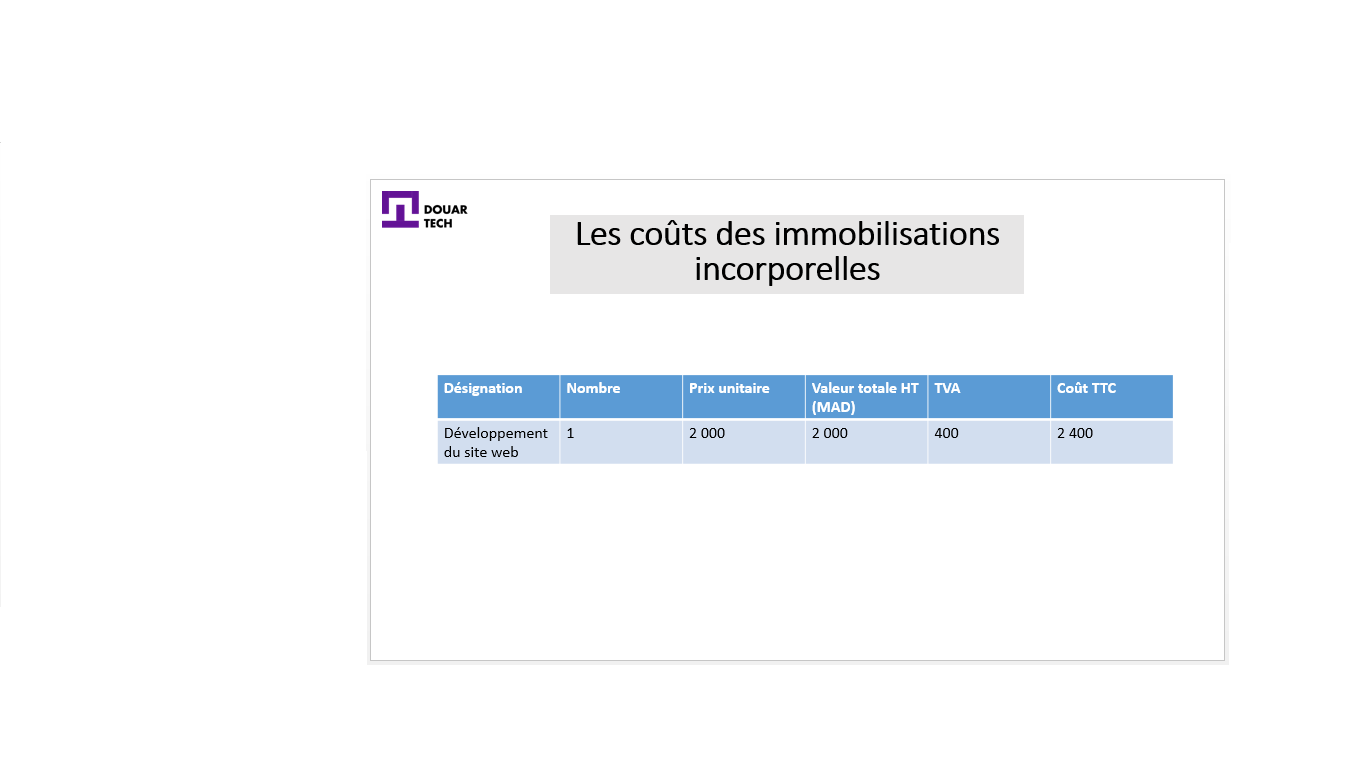 DOUAR
TECH
Les coûts des immobilisations
incorporelles
Désignation Nombre Prix unitaire Valeur totale HT TVA Coût TTC
(MAD)
Développement 1 2 000 2 000 400 2 400
du site web